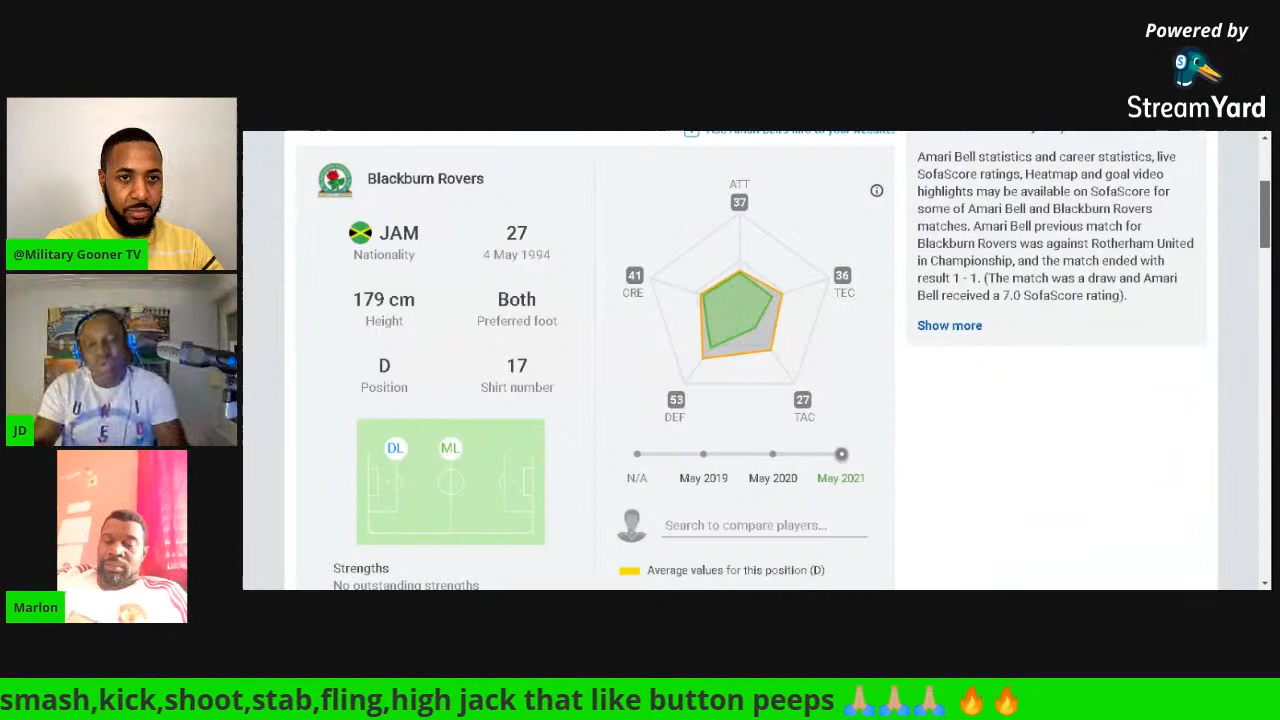 Powered by
StreamYard
@Military Gooner TV
JD
Marlon
Blackburn Rovers
JAM
Nationality
27
4 May 1994
179 cm
Height
Both
Preferred foot
D
Position
17
Shirt number
DL
ML
Strengths
No outstanding strengths
ATT
37
41
CRE
36
TEC
53
DEF
27
TAC
N/A
May 2019
May 2020
May 2021
Search to compare players...
Average values for this position (D)
Amari Bell statistics and career statistics, live
SofaScore ratings, Heatmap and goal video
highlights may be available on SofaScore for
some of Amari Bell and Blackburn Rovers
matches. Amari Bell previous match for
Blackburn Rovers was against Rotherham United
in Championship, and the match ended with
result 1 - 1. (The match was a draw and Amari
Bell received a 7.0 SofaScore rating).
Show more
smash,kick,shoot,stab,fling,high jack that like button peeps 🙏🏼🙏🏼🙏🏼 🔥🔥